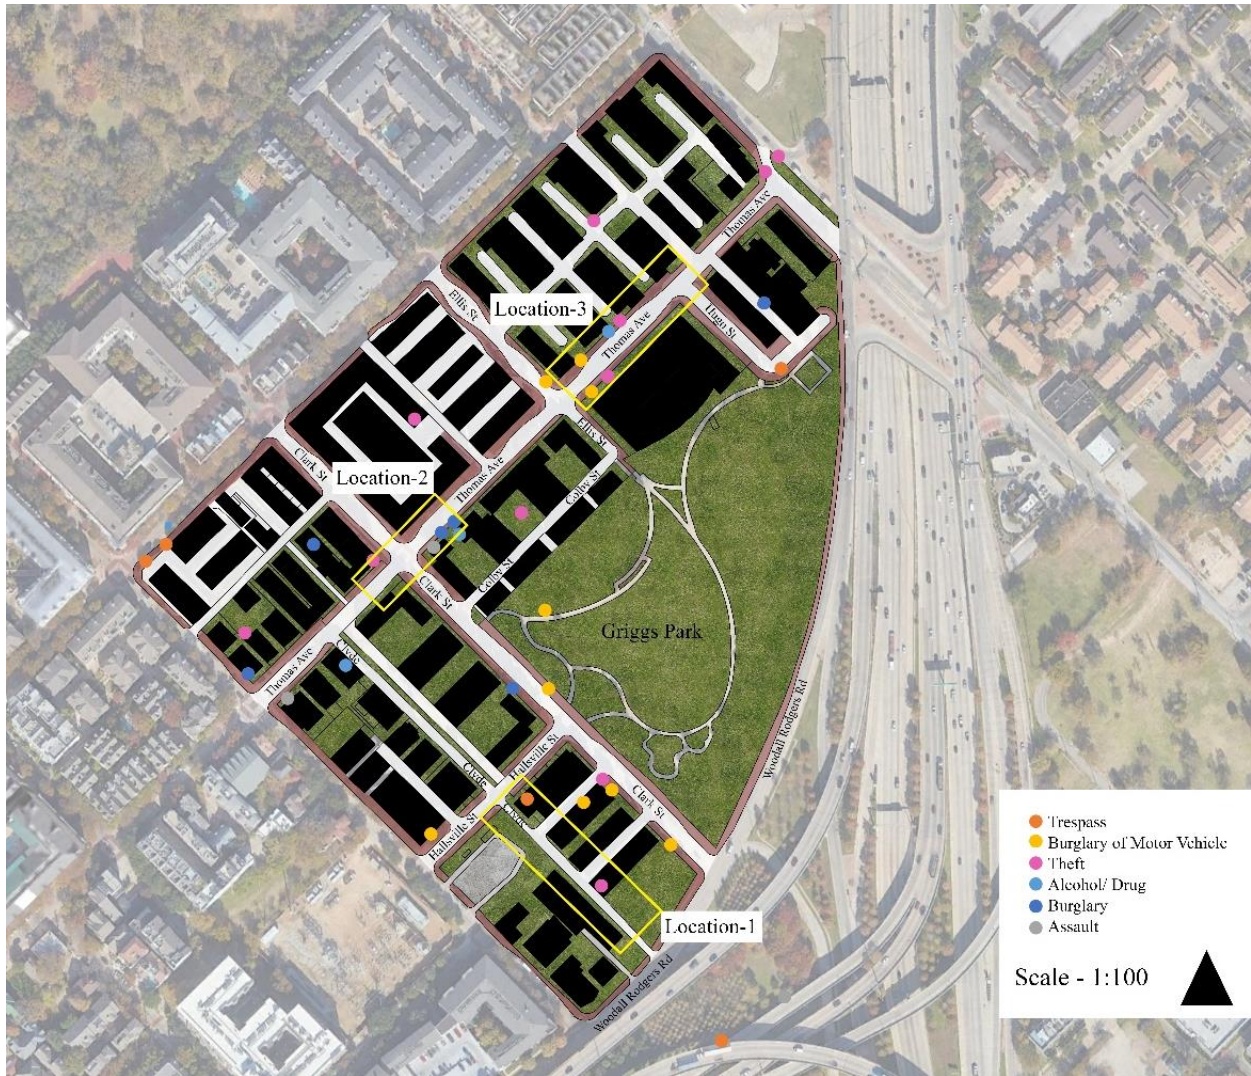 Thomas Ave
Ellis St
Location-3
Hugo St
Thomas Ave
Ellis St
Clark St
Location-2
Thomas Ave
Colby St
Colby St
Clark St
Griggs Park
Clyde
Thomas Ave
Woodall Rodgers Rd
Hallsville St
Clyde
Clyde
Clark St
Hallsville St
Location-1
Woodall Rodgers Rd
Trespass
Burglary of Motor Vehicle
Theft
Alcohol/ Drug
Burglary
Assault
Scale - 1:100